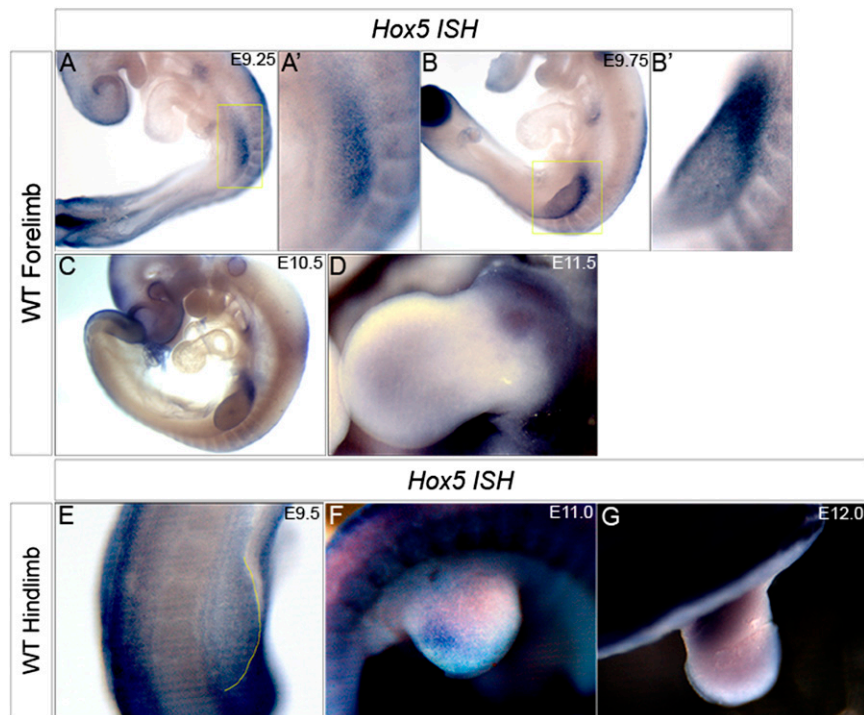 Hox5 ISH
WT Forelimb
A
E9.25
A'
B
E9.75
B'
C
E10.5
D
E11.5
Hox5 ISH
WT Hindlimb
E
E9.5
F
E11.0
G
E12.0